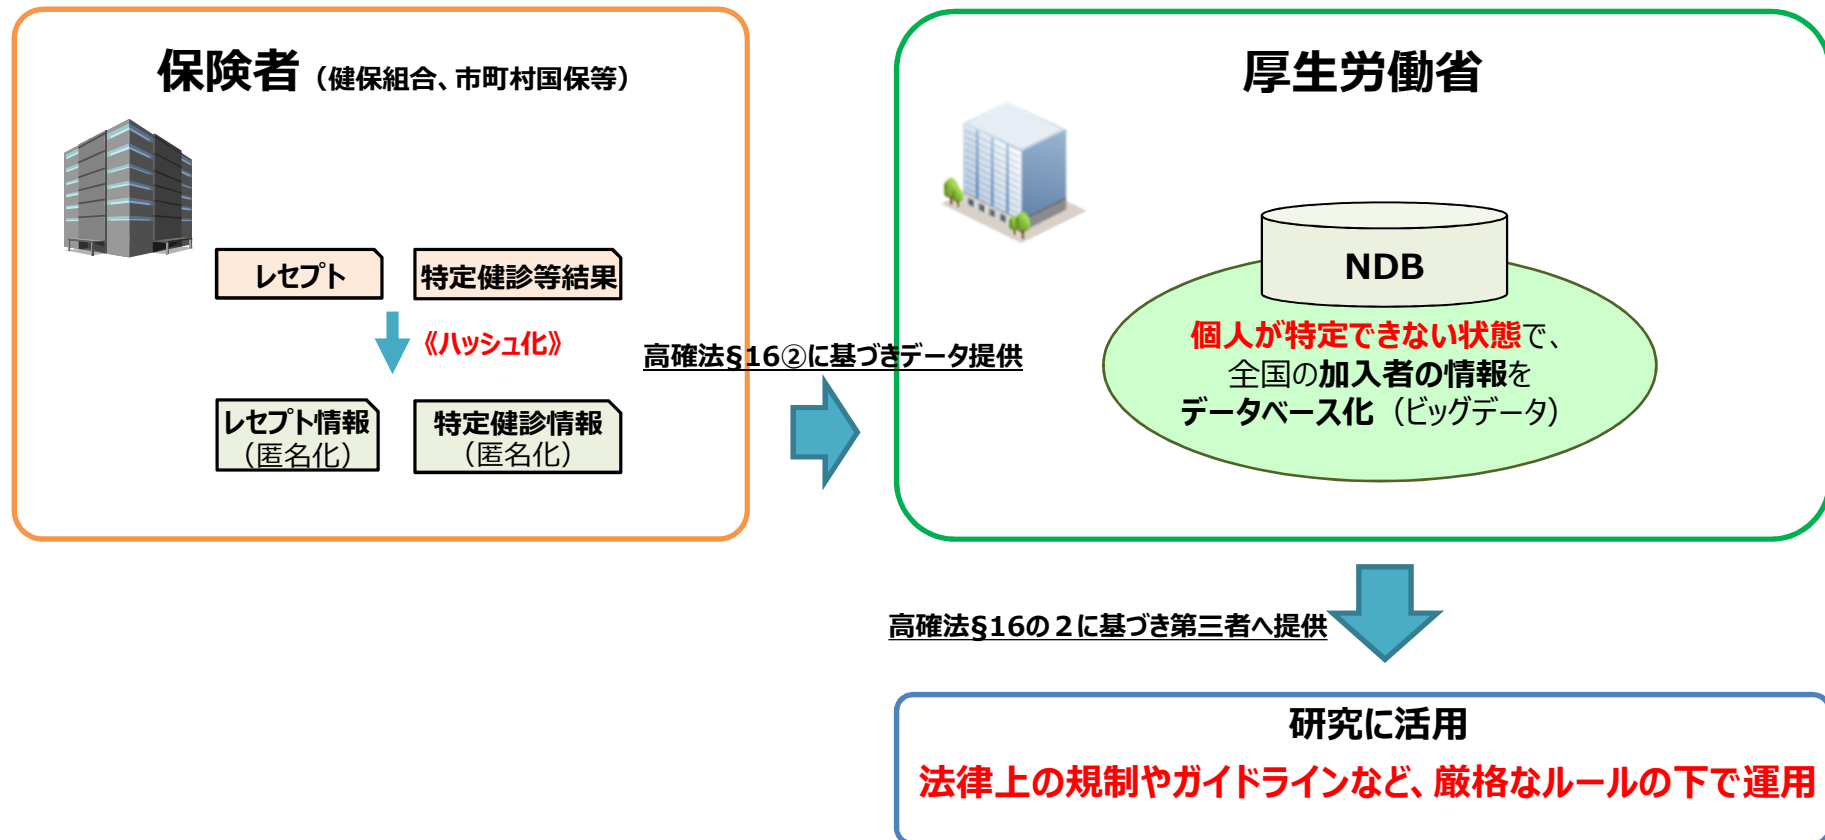 保険者（健保組合、市町村国保等）
レセプト
特定健診等結果
《ハッシュ化》
レセプト情報
（匿名化）
特定健診情報
（匿名化）
高確法§16②に基づきデータ提供
厚生労働省
NDB
個人が特定できない状態で、
全国の加入者の情報を
データベース化（ビッグデータ）
高確法§16の２に基づき第三者へ提供
研究に活用
法律上の規制やガイドラインなど、厳格なルールの下で運用